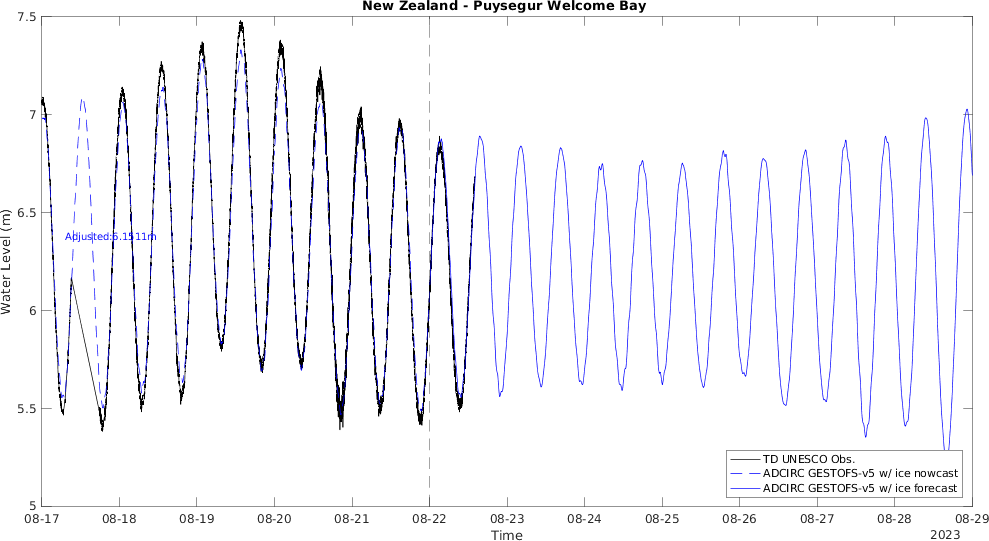 New Zealand - Puysegur Welcome Bay
7.5
7
6.5
6
5.5
5
Water Level (m)
Adjusted:6.1511m
TD UNESCO Obs.
ADCIRC GESTOFS-v5 w/ ice nowcast
ADCIRC GESTOFS-v5 w/ ice forecast
08-17 08-18 08-19 08-20 08-21 08-22 08-23 08-24 08-25 08-26 08-27 08-28 08-29
Time
2023